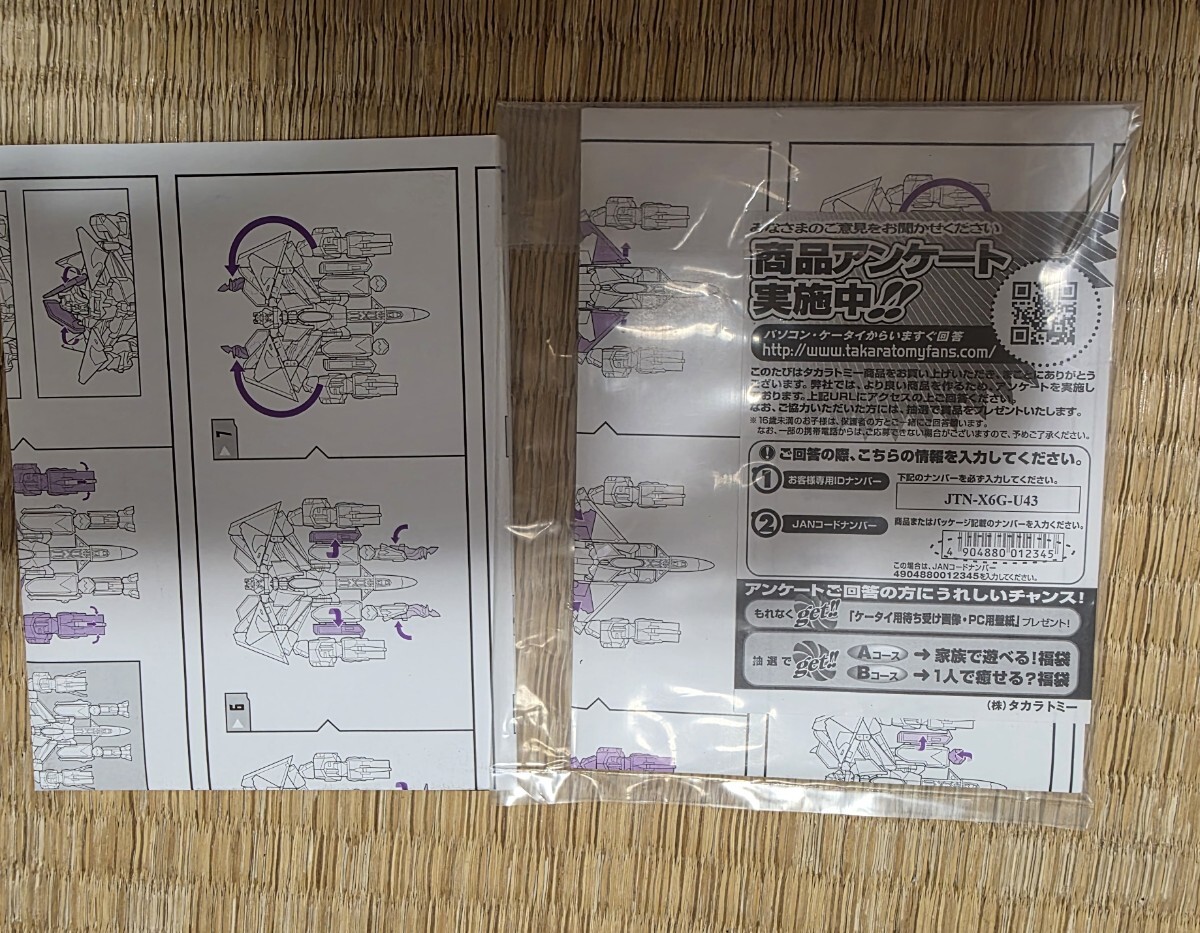 7
6
みなさまのご意見をお聞かせください
商品アンケート
実施中!!
パソコン・ケータイからいますぐ回答
http://www.takaratomyfans.com/
このたびはタカラトミー商品をお買い上げいただき、まことにありがとう
ございます。弊社では、より良い商品を作るため、アンケートを実施し
ております。上記URLにアクセスの上ご回答ください。
なお、ご協力いただいた方には、抽選で賞品をプレゼントいたします。
※16歳未満のお子様は、保護者の方とご一緒にご回答願います。
なお、一部の携帯電話からは、ご応募できない場合がございますので、予めご了承ください。
! ご回答の際、こちらの情報を入力してください。
1 お客様専用IDナンバー
下記のナンバーを必ず入力してください。
JTN-X6G-U43
2 JANコードナンバー
商品またはパッケージ記載のナンバーを入力ください。
4 904880 012345
この場合は、JANコードナンバー
4904880012345を入力してください。
アンケートご回答の方にうれしいチャンス!
もれなく get!! 「ケータイ用待ち受け画像・PC用壁紙」プレゼント!
抽選で get!!
Aコース → 家族で遊べる!福袋
Bコース → 1人で癒せる?福袋
(株)タカラトミー